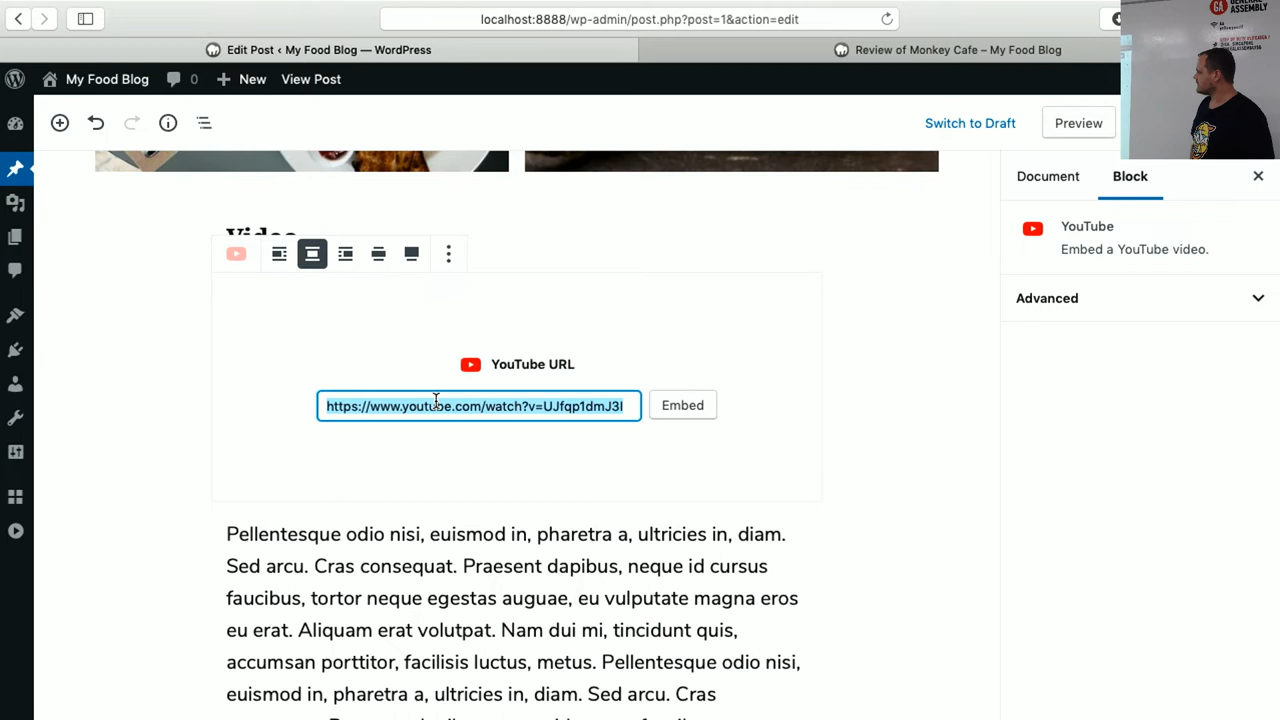 localhost:8888/wp-admin/post.php?post=1&action=edit
Edit Post ‹ My Food Blog — WordPress
Review of Monkey Cafe – My Food Blog
GA
ASSEMBLY
My Food Blog
0
New
View Post
Switch to Draft
Preview
Document
Block
YouTube
Embed a YouTube video.
Advanced
Video
YouTube URL
https://www.youtube.com/watch?v=UJfqp1dmJ3I
Embed
Pellentesque odio nisi, euismod in, pharetra a, ultricies in, diam.
Sed arcu. Cras consequat. Praesent dapibus, neque id cursus
faucibus, tortor neque egestas auguae, eu vulputate magna eros
eu erat. Aliquam erat volutpat. Nam dui mi, tincidunt quis,
accumsan porttitor, facilisis luctus, metus. Pellentesque odio nisi,
euismod in, pharetra a, ultricies in, diam. Sed arcu. Cras